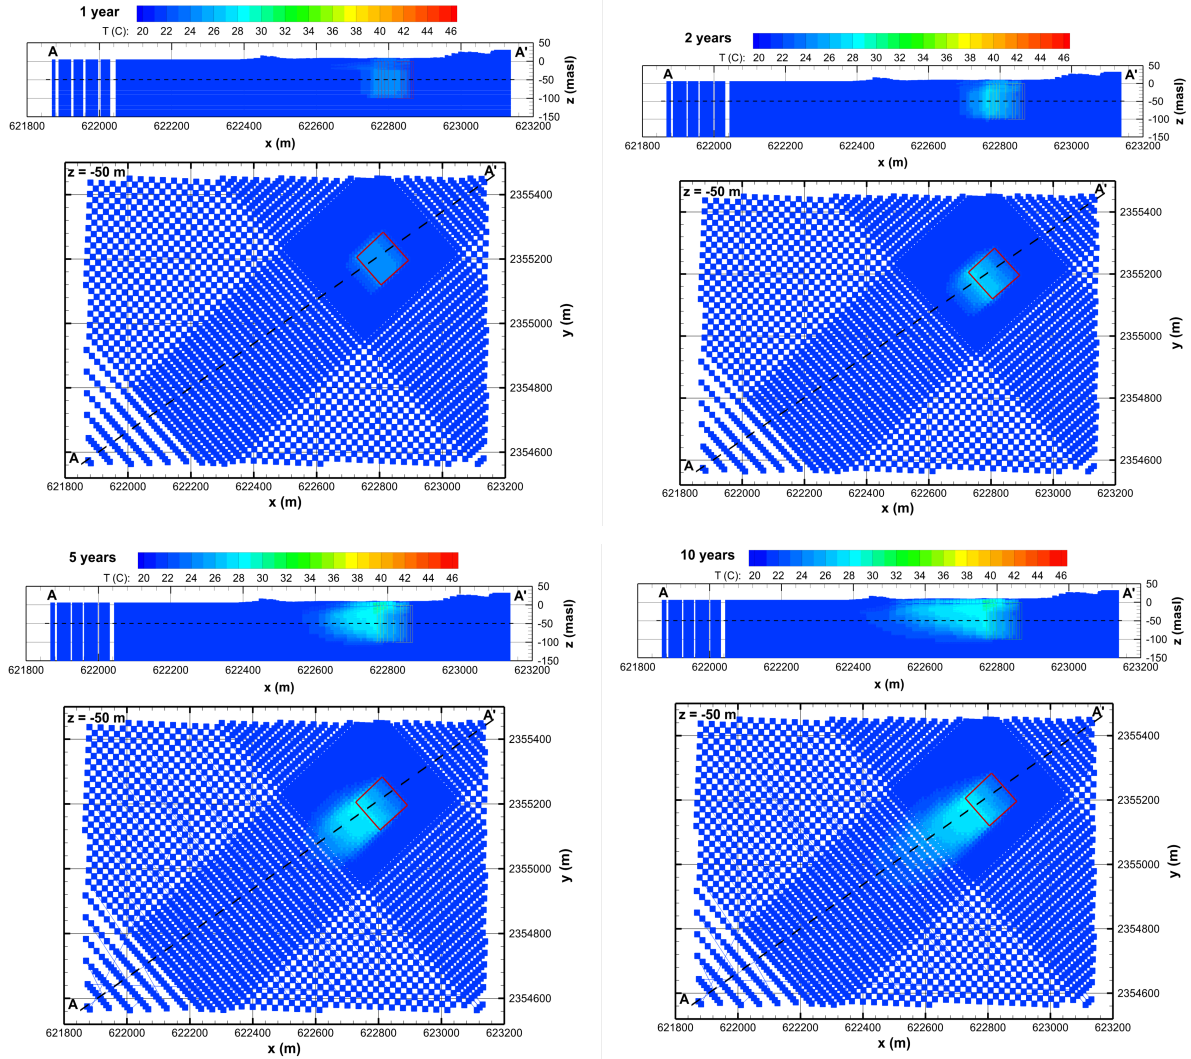 1 year
T (C): 20 22 24 26 28 30 32 34 36 38 40 42 44 46
A A'
50
0
-50
-100
-150
z (masl)
621800 622000 622200 622400 622600 622800 623000 623200
x (m)
z = -50 m
A'
2355400
2355200
2355000
2354800
2354600
y (m)
A
621800 622000 622200 622400 622600 622800 623000 623200
x (m)
2 years
T (C): 20 22 24 26 28 30 32 34 36 38 40 42 44 46
A A'
50
0
-50
-100
-150
z (masl)
621800 622000 622200 622400 622600 622800 623000 623200
x (m)
z = -50 m
A'
2355400
2355200
2355000
2354800
2354600
y (m)
A
621800 622000 622200 622400 622600 622800 623000 623200
x (m)
5 years
T (C): 20 22 24 26 28 30 32 34 36 38 40 42 44 46
A A'
50
0
-50
-100
-150
z (masl)
621800 622000 622200 622400 622600 622800 623000 623200
x (m)
z = -50 m
A'
2355400
2355200
2355000
2354800
2354600
y (m)
A
621800 622000 622200 622400 622600 622800 623000 623200
x (m)
10 years
T (C): 20 22 24 26 28 30 32 34 36 38 40 42 44 46
A A'
50
0
-50
-100
-150
z (masl)
621800 622000 622200 622400 622600 622800 623000 623200
x (m)
z = -50 m
A'
2355400
2355200
2355000
2354800
2354600
y (m)
A
621800 622000 622200 622400 622600 622800 623000 623200
x (m)